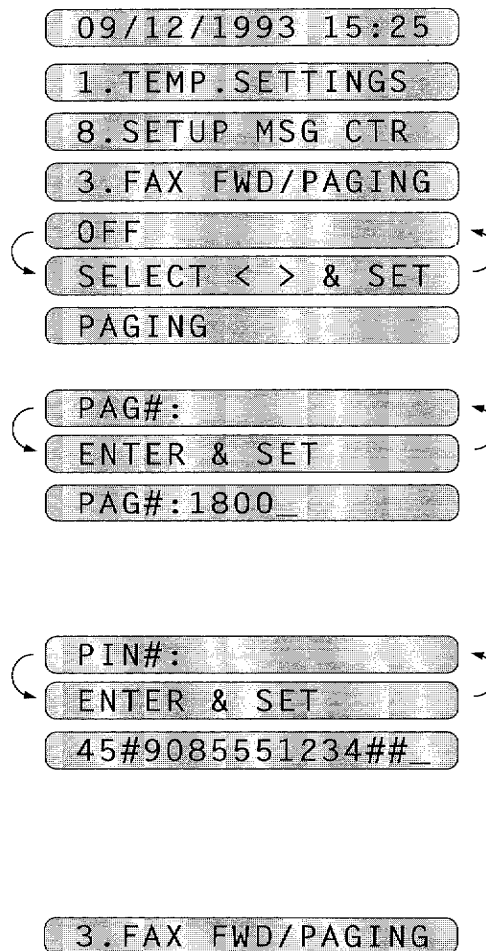 09/12/1993 15:25
1.TEMP.SETTINGS
8.SETUP MSG CTR
3.FAX FWD/PAGING
OFF
SELECT < > & SET
PAGING
PAG#:
ENTER & SET
PAG#:1800_
PIN#:
ENTER & SET
45#9085551234##_
3.FAX FWD/PAGING